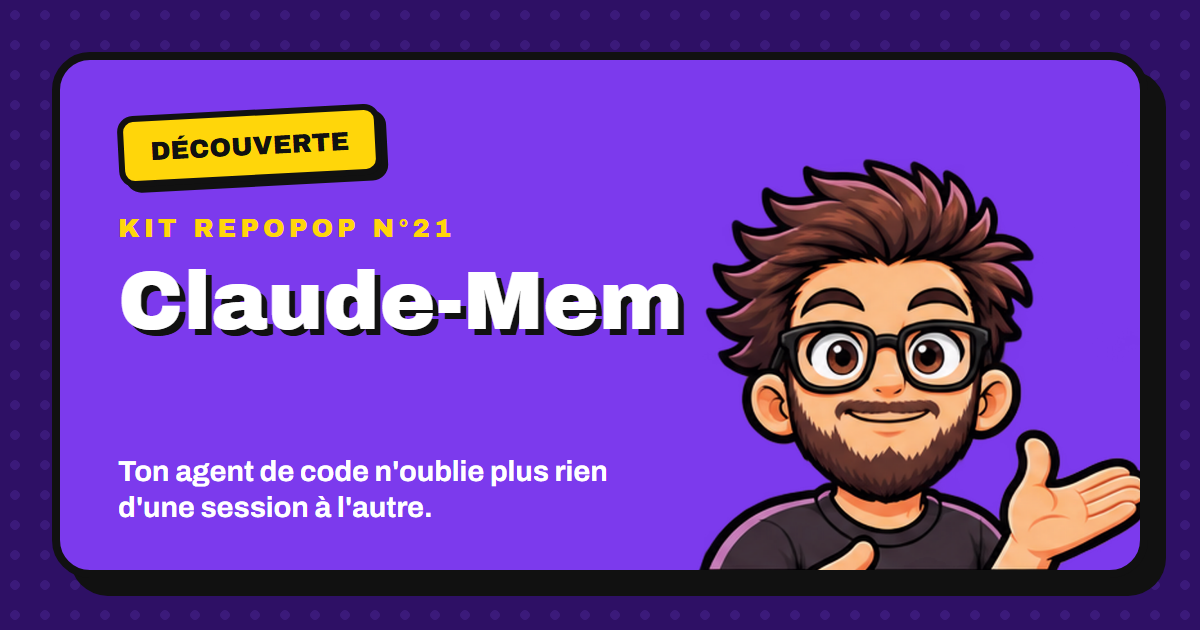 DÉCOUVERTE
KIT REPOPOP N°21
Claude-Mem
Ton agent de code n'oublie plus rien
d'une session à l'autre.